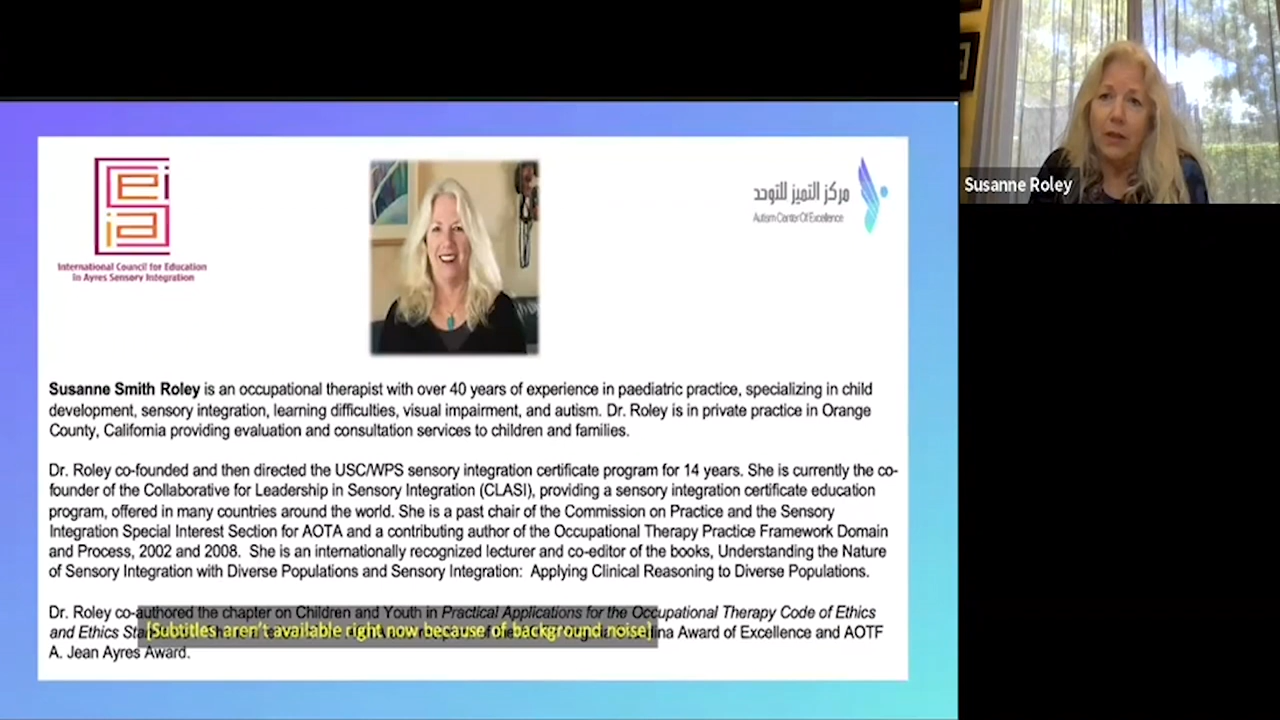 Susanne Roley
eia
مركز التميز للتوحد
Autism Center Of Excellence
International Council for Education
in Ayres Sensory Integration
Susanne Smith Roley is an occupational therapist with over 40 years of experience in paediatric practice, specializing in child
development, sensory integration, learning difficulties, visual impairment, and autism. Dr. Roley is in private practice in Orange
County, California providing evaluation and consultation services to children and families.
Dr. Roley co-founded and then directed the USC/WPS sensory integration certificate program for 14 years. She is currently the co-
founder of the Collaborative for Leadership in Sensory Integration (CLASI), providing a sensory integration certificate education
program, offered in many countries around the world. She is a past chair of the Commission on Practice and the Sensory
Integration Special Interest Section for AOTA and a contributing author of the Occupational Therapy Practice Framework Domain
and Process, 2002 and 2008. She is an internationally recognized lecturer and co-editor of the books, Understanding the Nature
of Sensory Integration with Diverse Populations and Sensory Integration: Applying Clinical Reasoning to Diverse Populations.
Dr. Roley co-authored the chapter on Children and Youth in Practical Applications for the Occupational Therapy Code of Ethics
and Ethics Award of Excellence and AOTF
[Subtitles aren't available right now because of background noise]
A. Jean Ayres Award.